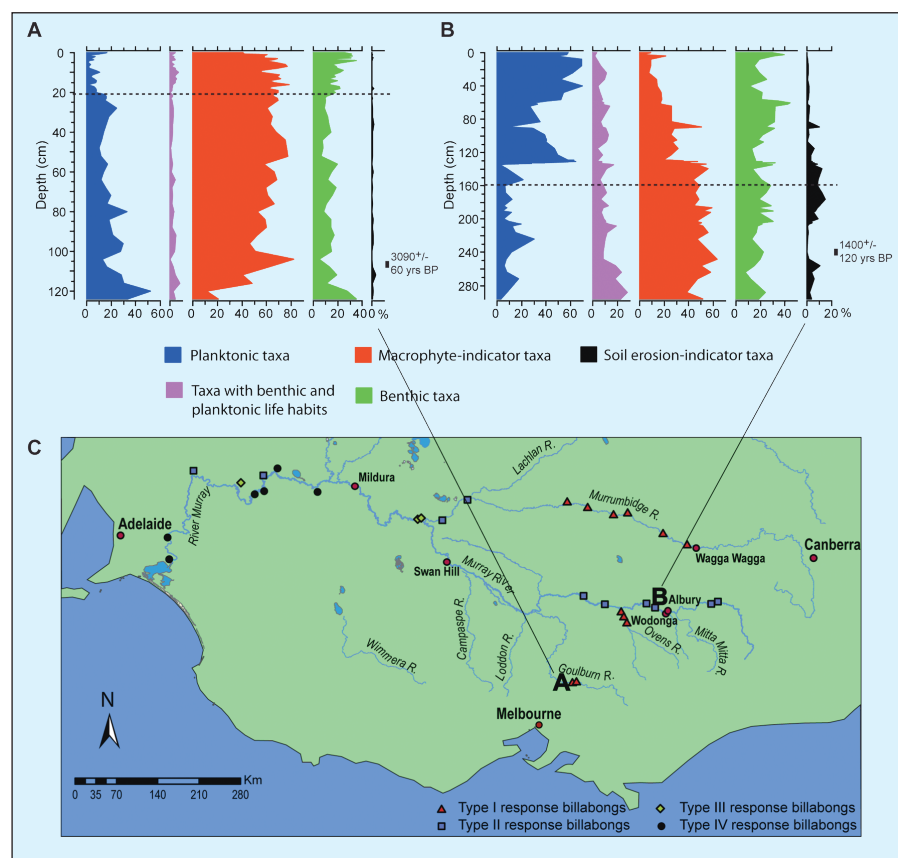 A
B
0
20
40
60
80
100
120
Depth (cm)
0 20 40 60
0
0 20 40 60 80
0 20 40
0 %
3090+/-
60 yrs BP
0
40
80
120
160
200
240
280
Depth (cm)
0 20 40 60
0 20
0 20 40 60
0 20 40
0 20 %
1400+/-
120 yrs BP
Planktonic taxa
Macrophyte-indicator taxa
Soil erosion-indicator taxa
Taxa with benthic and
planktonic life habits
Benthic taxa
C
Lachlan R.
Mildura
Murrumbidge R.
River Murray
Adelaide
Canberra
Wagga Wagga
Swan Hill
Murray River
B
Albury
Wodonga
Campaspe R.
Loddon R.
Ovens R.
Mitta Mitta R.
Wimmera R.
Goulburn R.
A
N
Melbourne
Km
0 35 70 140 210 280
Type I response billabongs
Type III response billabongs
Type II response billabongs
Type IV response billabongs